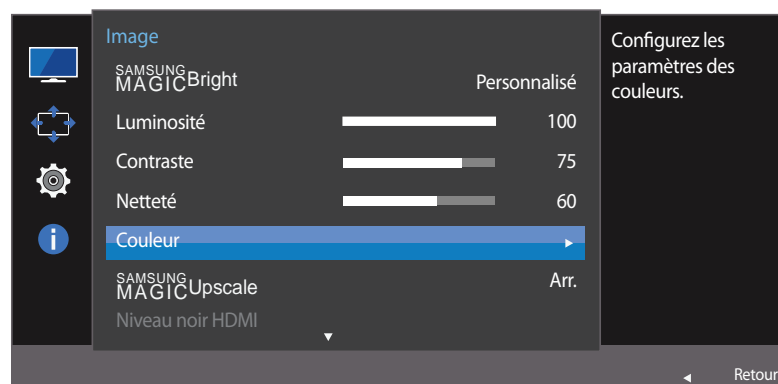 Image
SAMSUNG
MAGICBright Personnalisé
Luminosité 100
Contraste 75
Netteté 60
Couleur
SAMSUNG
MAGICUpscale Arr.
Niveau noir HDMI
Configurez les
paramètres des
couleurs.
Retour